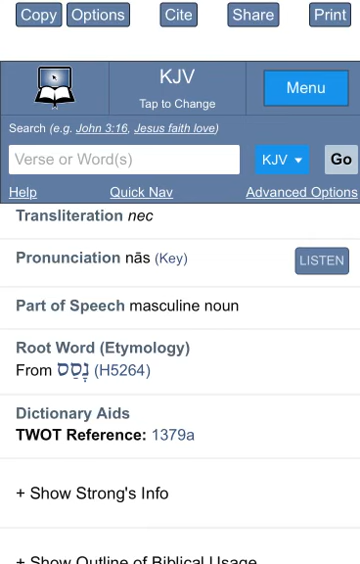 Copy Options Cite Share Print
KJV
Tap to Change
Menu
Search (e.g. John 3:16, Jesus faith love)
Verse or Word(s) KJV Go
Help Quick Nav Advanced Options
Transliteration nec
Pronunciation nās (Key) LISTEN
Part of Speech masculine noun
Root Word (Etymology)
From נָסַס (H5264)
Dictionary Aids
TWOT Reference: 1379a
+ Show Strong's Info
+ Show Outline of Biblical Usage